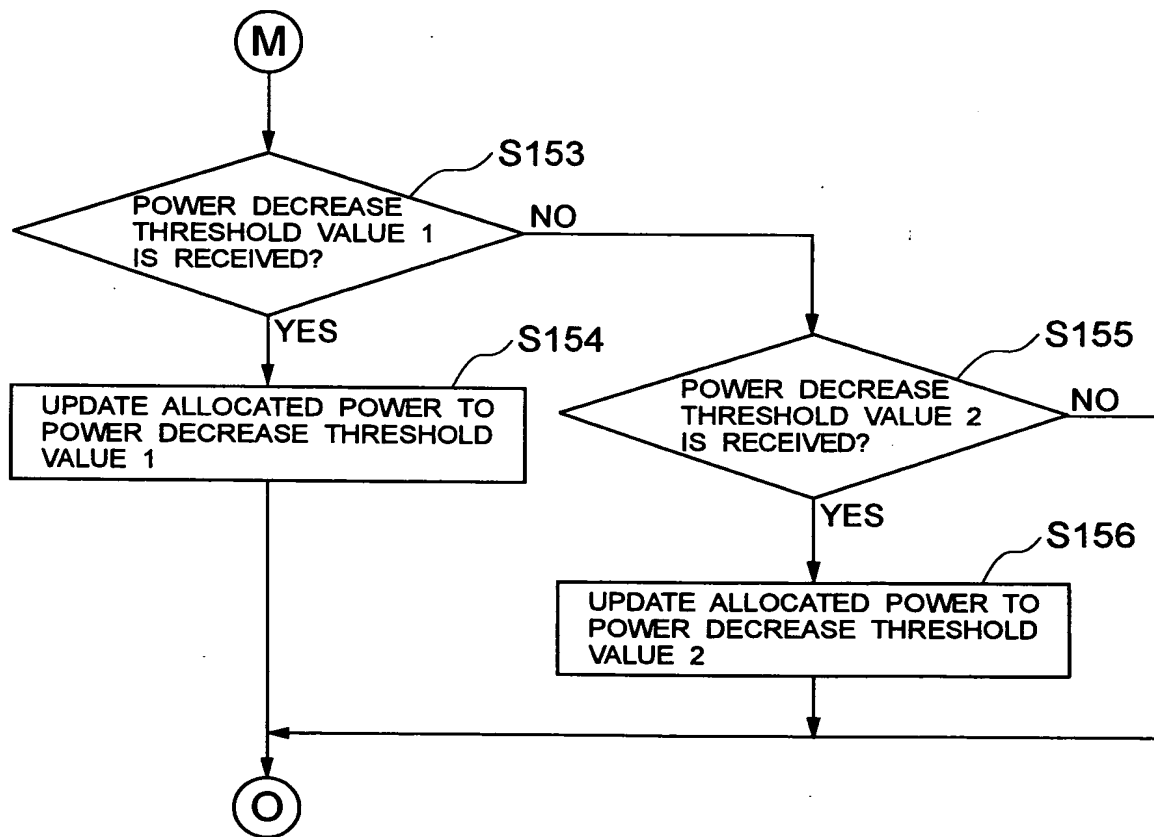 M
S153
POWER DECREASE
THRESHOLD VALUE 1
IS RECEIVED?
NO
YES
S154
UPDATE ALLOCATED POWER TO
POWER DECREASE THRESHOLD
VALUE 1
S155
POWER DECREASE
THRESHOLD VALUE 2
IS RECEIVED?
NO
YES
S156
UPDATE ALLOCATED POWER TO
POWER DECREASE THRESHOLD
VALUE 2
O